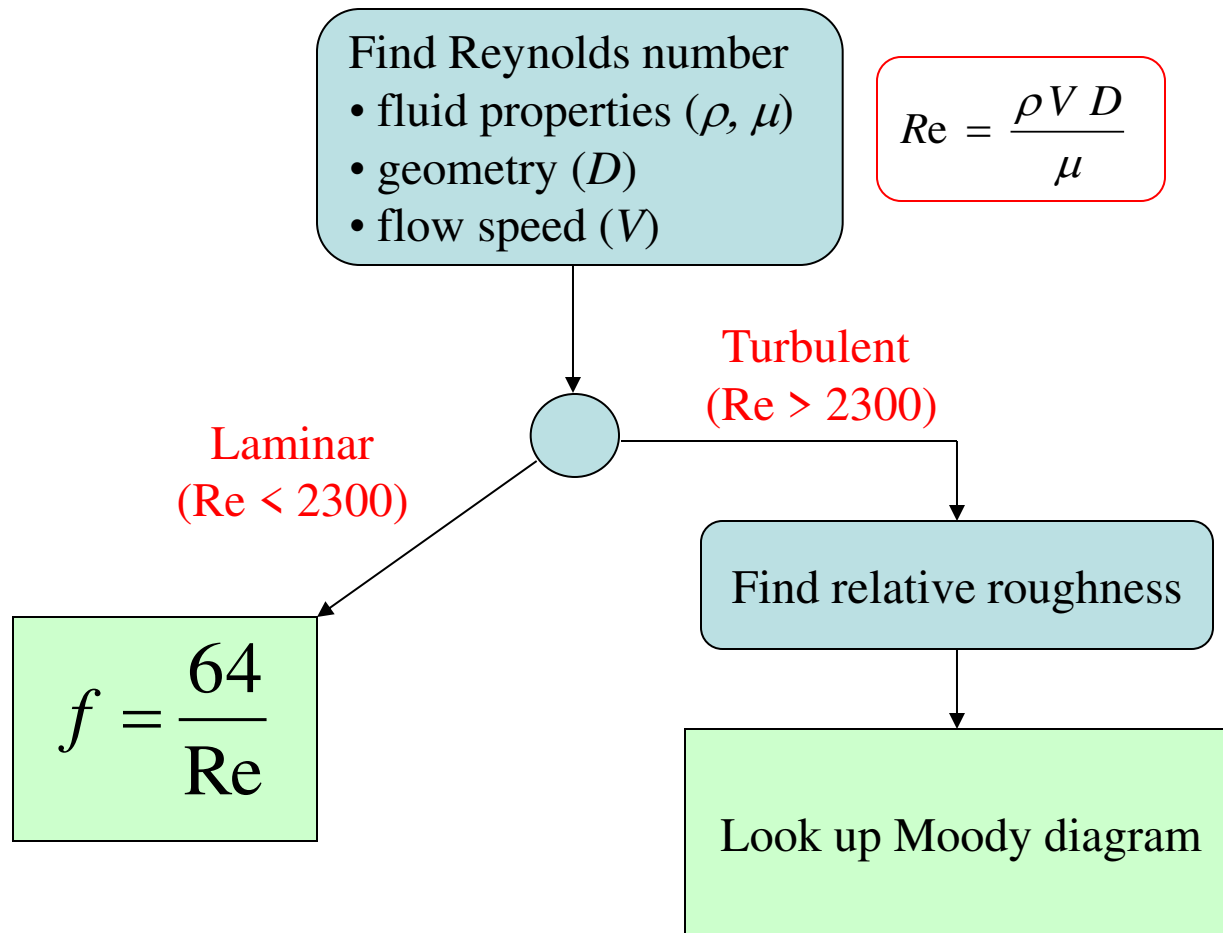 Find Reynolds number
• fluid properties (ρ, μ)
• geometry (D)
• flow speed (V)
Re = ρ V D / μ
Turbulent
(Re > 2300)
Laminar
(Re < 2300)
Find relative roughness
f = 64 / Re
Look up Moody diagram